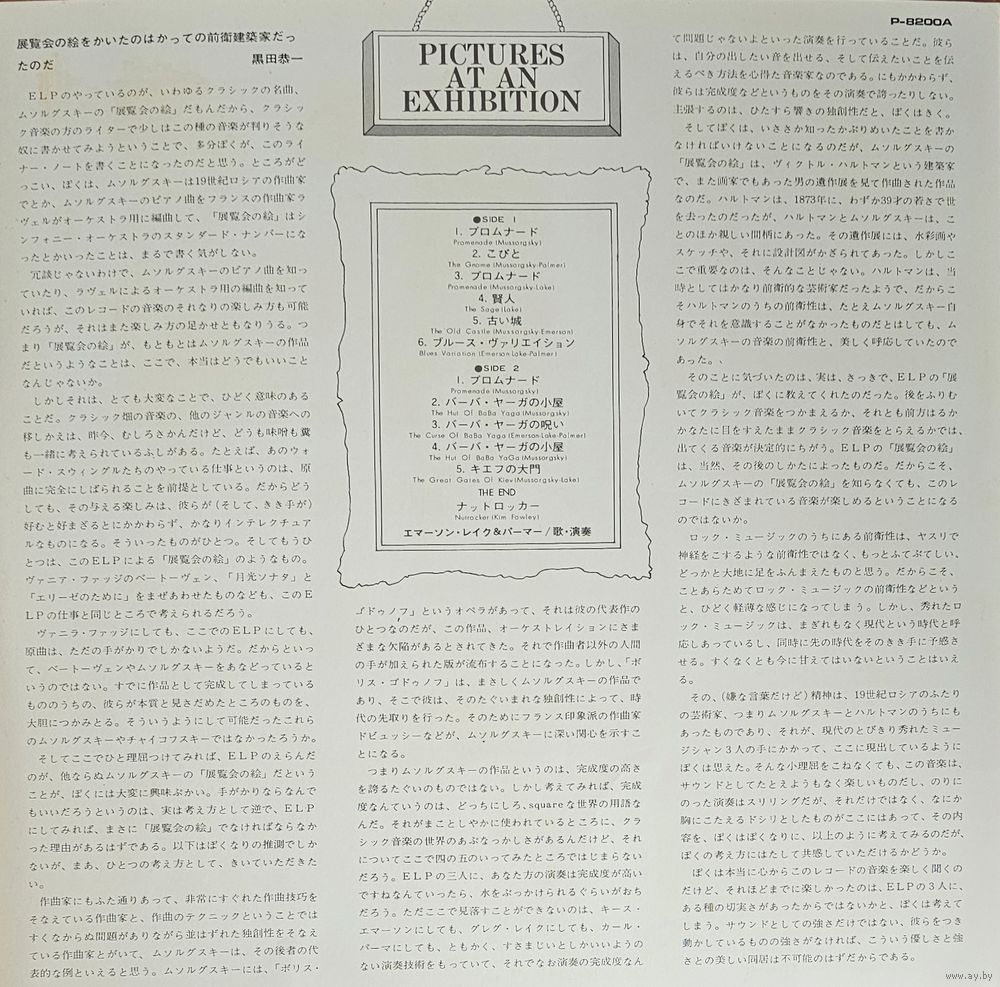 P-8200A
展覧会の絵をかいたのはかっての前衛建築家だっ
たのだ
黒田恭一
ELPのやっているのが、いわゆるクラシックの名曲、
ムソルグスキーの「展覧会の絵」だもんだから、クラシッ
ク音楽の方のライターで少しはこの種の音楽が判りそうな
奴に書かせてみようということで、多分ぼくが、このライ
ナー・ノートを書くことになったのだと思う。ところがど
っこい、ぼくは、ムソルグスキーは19世紀ロシアの作曲家
でとか、ムソルグスキーのピアノ曲をフランスの作曲家ラ
ヴェルがオーケストラ用に編曲して、「展覧会の絵」はシ
ンフォニー・オーケストラのスタンダード・ナンバーにな
ったとかいったことは、まるで書く気がしない。
冗談じゃないわけで、ムソルグスキーのピアノ曲を知っ
ていたり、ラヴェルによるオーケストラ用の編曲を知って
いれば、このレコードの音楽のそれなりの楽しみ方も可能
だろうが、それはまた楽しみ方の足かせともなりうる。つ
まり「展覧会の絵」が、もともとはムソルグスキーの作品
だというようなことは、ここで、本当はどうでもいいこと
なんじゃないか。
しかしそれは、とても大変なことで、ひどく意味のある
ことだ。クラシック畑の音楽の、他のジャンルの音楽への
移しかえは、昨今、むしろさかんだけど、どうも味噌も糞
も一緒に考えられているふしがある。たとえば、あのウォ
ード・スウィングルたちのやっている仕事というのは、原
曲に完全にしばられることを前提としている。だからどう
しても、その与える楽しみは、彼らが(そして、きき手が)
好むと好まざるとにかかわらず、かなりインテレクチュア
ルなものになる。そういったものがひとつ。そしてもうひ
とつは、このELPによる「展覧会の絵」のようなもの。
ヴァニア・ファッジのベートーヴェン、「月光ソナタ」と
「エリーゼのために」をまぜあわせたものなども、このE
LPの仕事と同じところで考えられるだろう。
ヴァニラ・ファッジにしても、ここでのELPにしても、
原曲は、ただの手がかりでしかないようだ。だからといっ
て、ベートーヴェンやムソルグスキーをあなどっていると
いうのではない。すでに作品として完成してしまっている
もののうちの、彼らが本質と見さだめたところのものを、
大胆につかみとる。そういうようにして可能だったこれら
のムソルグスキーやチャイコフスキーではなかったろうか。
そしてここでひと理屈つけてみれば、ELPのえらんだ
のが、他ならぬムソルグスキーの「展覧会の絵」だという
ことが、ぼくには大変に興味ぶかい。手がかりならなんで
もいいだろうというのは、実は考え方として逆で、ELP
にしてみれば、まさに「展覧会の絵」でなければならなか
った理由があるはずである。以下はぼくなりの推測でしか
ないが、まあ、ひとつの考え方として、きいていただきた
い。
作曲家にもふた通りあって、非常にすぐれた作曲技巧を
そなえている作曲家と、作曲のテクニックということでは
すくなからぬ問題がありながら並はずれた独創性をそなえ
ている作曲家とがいて、ムソルグスキーは、その後者の代
表的な例といえると思う。ムソルグスキーには、「ボリス・
PICTURES
AT AN
EXHIBITION
●SIDE 1
1. プロムナード
Promenade (Mussorgsky)
2. こびと
The Gnome (Mussorgsky-Palmer)
3. プロムナード
Promenade (Mussorgsky-Lake)
4. 賢人
The Sage (Lake)
5. 古い城
The Old Castle (Mussorgsky-Emerson)
6. ブルース・ヴァリエイション
Blues Variation (Emerson-Lake-Palmer)
●SIDE 2
1. プロムナード
Promenade (Mussorgsky)
2. バーバ・ヤーガの小屋
The Hut Of BaBa Yaga (Mussorgsky)
3. バーバ・ヤーガの呪い
The Curse Of BaBa Yaga (Emerson-Lake-Palmer)
4. バーバ・ヤーガの小屋
The Hut Of BaBa YaGa (Mussorgsky)
5. キエフの大門
The Great Gates Of Kiev (Mussorgsky-Lake)
THE END
ナットロッカー
Nutrocker (Kim Fowley)
エマーソン・レイク&パーマー/歌・演奏
ゴドゥノフ」というオペラがあって、それは彼の代表作の
ひとつなのだが、この作品、オーケストレイションにさま
ざまな欠陥があるとされてきた。それで作曲者以外の人間
の手が加えられた版が流布することになった。しかし、「ボ
リス・ゴドゥノフ」は、まさしくムソルグスキーの作品で
あり、そこで彼は、そのたぐいまれな独創性によって、時
代の先取りを行った。そのためにフランス印象派の作曲家
ドビュッシーなどが、ムソルグスキーに深い関心を示すこ
とになる。
つまりムソルグスキーの作品というのは、完成度の高さ
を誇るたぐいのものではない。しかし考えてみれば、完成
度なんていうのは、どっちにしろ、squareな世界の用語な
んだ。それがまことしやかに使われているところに、クラ
シック音楽の世界のあぶなっかしさがあるんだけど、それ
についてここで四の五のいってみたところではじまらない
だろう。ELPの三人に、あなた方の演奏は完成度が高い
ですねなんていったら、水をぶっかけられるぐらいがおち
だろう。ただここで見落すことができないのは、キース・
エマーソンにしても、グレグ・レイクにしても、カール・
パーマにしても、ともかく、すさまじいとしかいいようの
ない演奏技術をもっていて、それでなお演奏の完成度なん
て問題じゃないよといった演奏を行っていることだ。彼ら
は、自分の出したい音を出せる、そして伝えたいことを伝
えるべき方法を心得た音楽家なのである。にもかかわらず、
彼らは完成度などというものをその演奏で誇ったりしない。
主張するのは、ひたすら響きの独創性だと、ぼくはきく。
そしてぼくは、いささか知ったかぶりめいたことを書か
なければいけないことになるのだが、ムソルグスキーの
「展覧会の絵」は、ヴィクトル・ハルトマンという建築家
で、また画家でもあった男の遺作展を見て作曲された作品
なのだ。ハルトマンは、1873年に、わずか39才の若さで世
を去ったのだったが、ハルトマンとムソルグスキーは、こ
とのほか親しい間柄にあった。その遺作展には、水彩画や
スケッチや、それに設計図がかざられてあった。しかしこ
こで重要なのは、そんなことじゃない。ハルトマンは、当
時としてはかなり前衛的な芸術家だったようで、だからこ
そハルトマンのうちの前衛性は、たとえムソルグスキー自
身でそれを意識することがなかったものだとはしても、ム
ソルグスキーの音楽の前衛性と、美しく呼応していたので
あった。、
そのことに気づいたのは、実は、さっきで、ELPの「展
覧会の絵」が、ぼくに教えてくれたのだった。後をふりむ
いてクラシック音楽をつかまえるか、それとも前方はるか
かなたに目をすえたままクラシック音楽をとらえるかでは、
出てくる音楽が決定的にちがう。ELPの「展覧会の絵」
は、当然、その後のしかたによったものだ。だからこそ、
ムソルグスキーの「展覧会の絵」を知らなくても、このレ
コードにきざまれている音楽が楽しめるということになる
のではないか。
ロック・ミュージックのうちにある前衛性は、ヤスリで
神経をこするような前衛性ではなく、もっとふてぶてしい、
どっかと大地に足をふんまえたものと思う。だからこそ、
ことあらためてロック・ミュージックの前衛性などという
と、ひどく軽薄な感じになってしまう。しかし、秀れたロ
ック・ミュージックは、まぎれもなく現代という時代と呼
応しあっているし、同時に先の時代をそのきき手に予感さ
せる。すくなくとも今に甘えてはいないということはいえ
る。
その、(嫌な言葉だけど)精神は、19世紀ロシアのふたり
の芸術家、つまりムソルグスキーとハルトマンのうちにも
あったものであり、それが、現代のとびきり秀れたミュー
ジシャン3人の手にかかって、ここに現出しているように
ぼくは思えた。そんな小理屈をこねなくても、この音楽は、
サウンドとしてたとえようもなく楽しいものだし、のりに
のった演奏はスリリングだが、それだけではなく、なにか
胸にこたえるドシリとしたものがここにはあって、その内
容を、ぼくはぼくなりに、以上のように考えてみるのだが、
ぼくの考え方にはたして共感していただけるかどうか。
ぼくは本当に心からこのレコードの音楽を楽しく聞くの
だけど、それほどまでに楽しかったのは、ELPの3人に、
ある種の切実さがあったからではないかと、ぼくは考えて
しまう。サウンドとしての強さだけではない、彼らをつき
動かしているものの強さがなければ、こういう優しさと強
さとの美しい同居は不可能のはずだからである。
www.ay.by